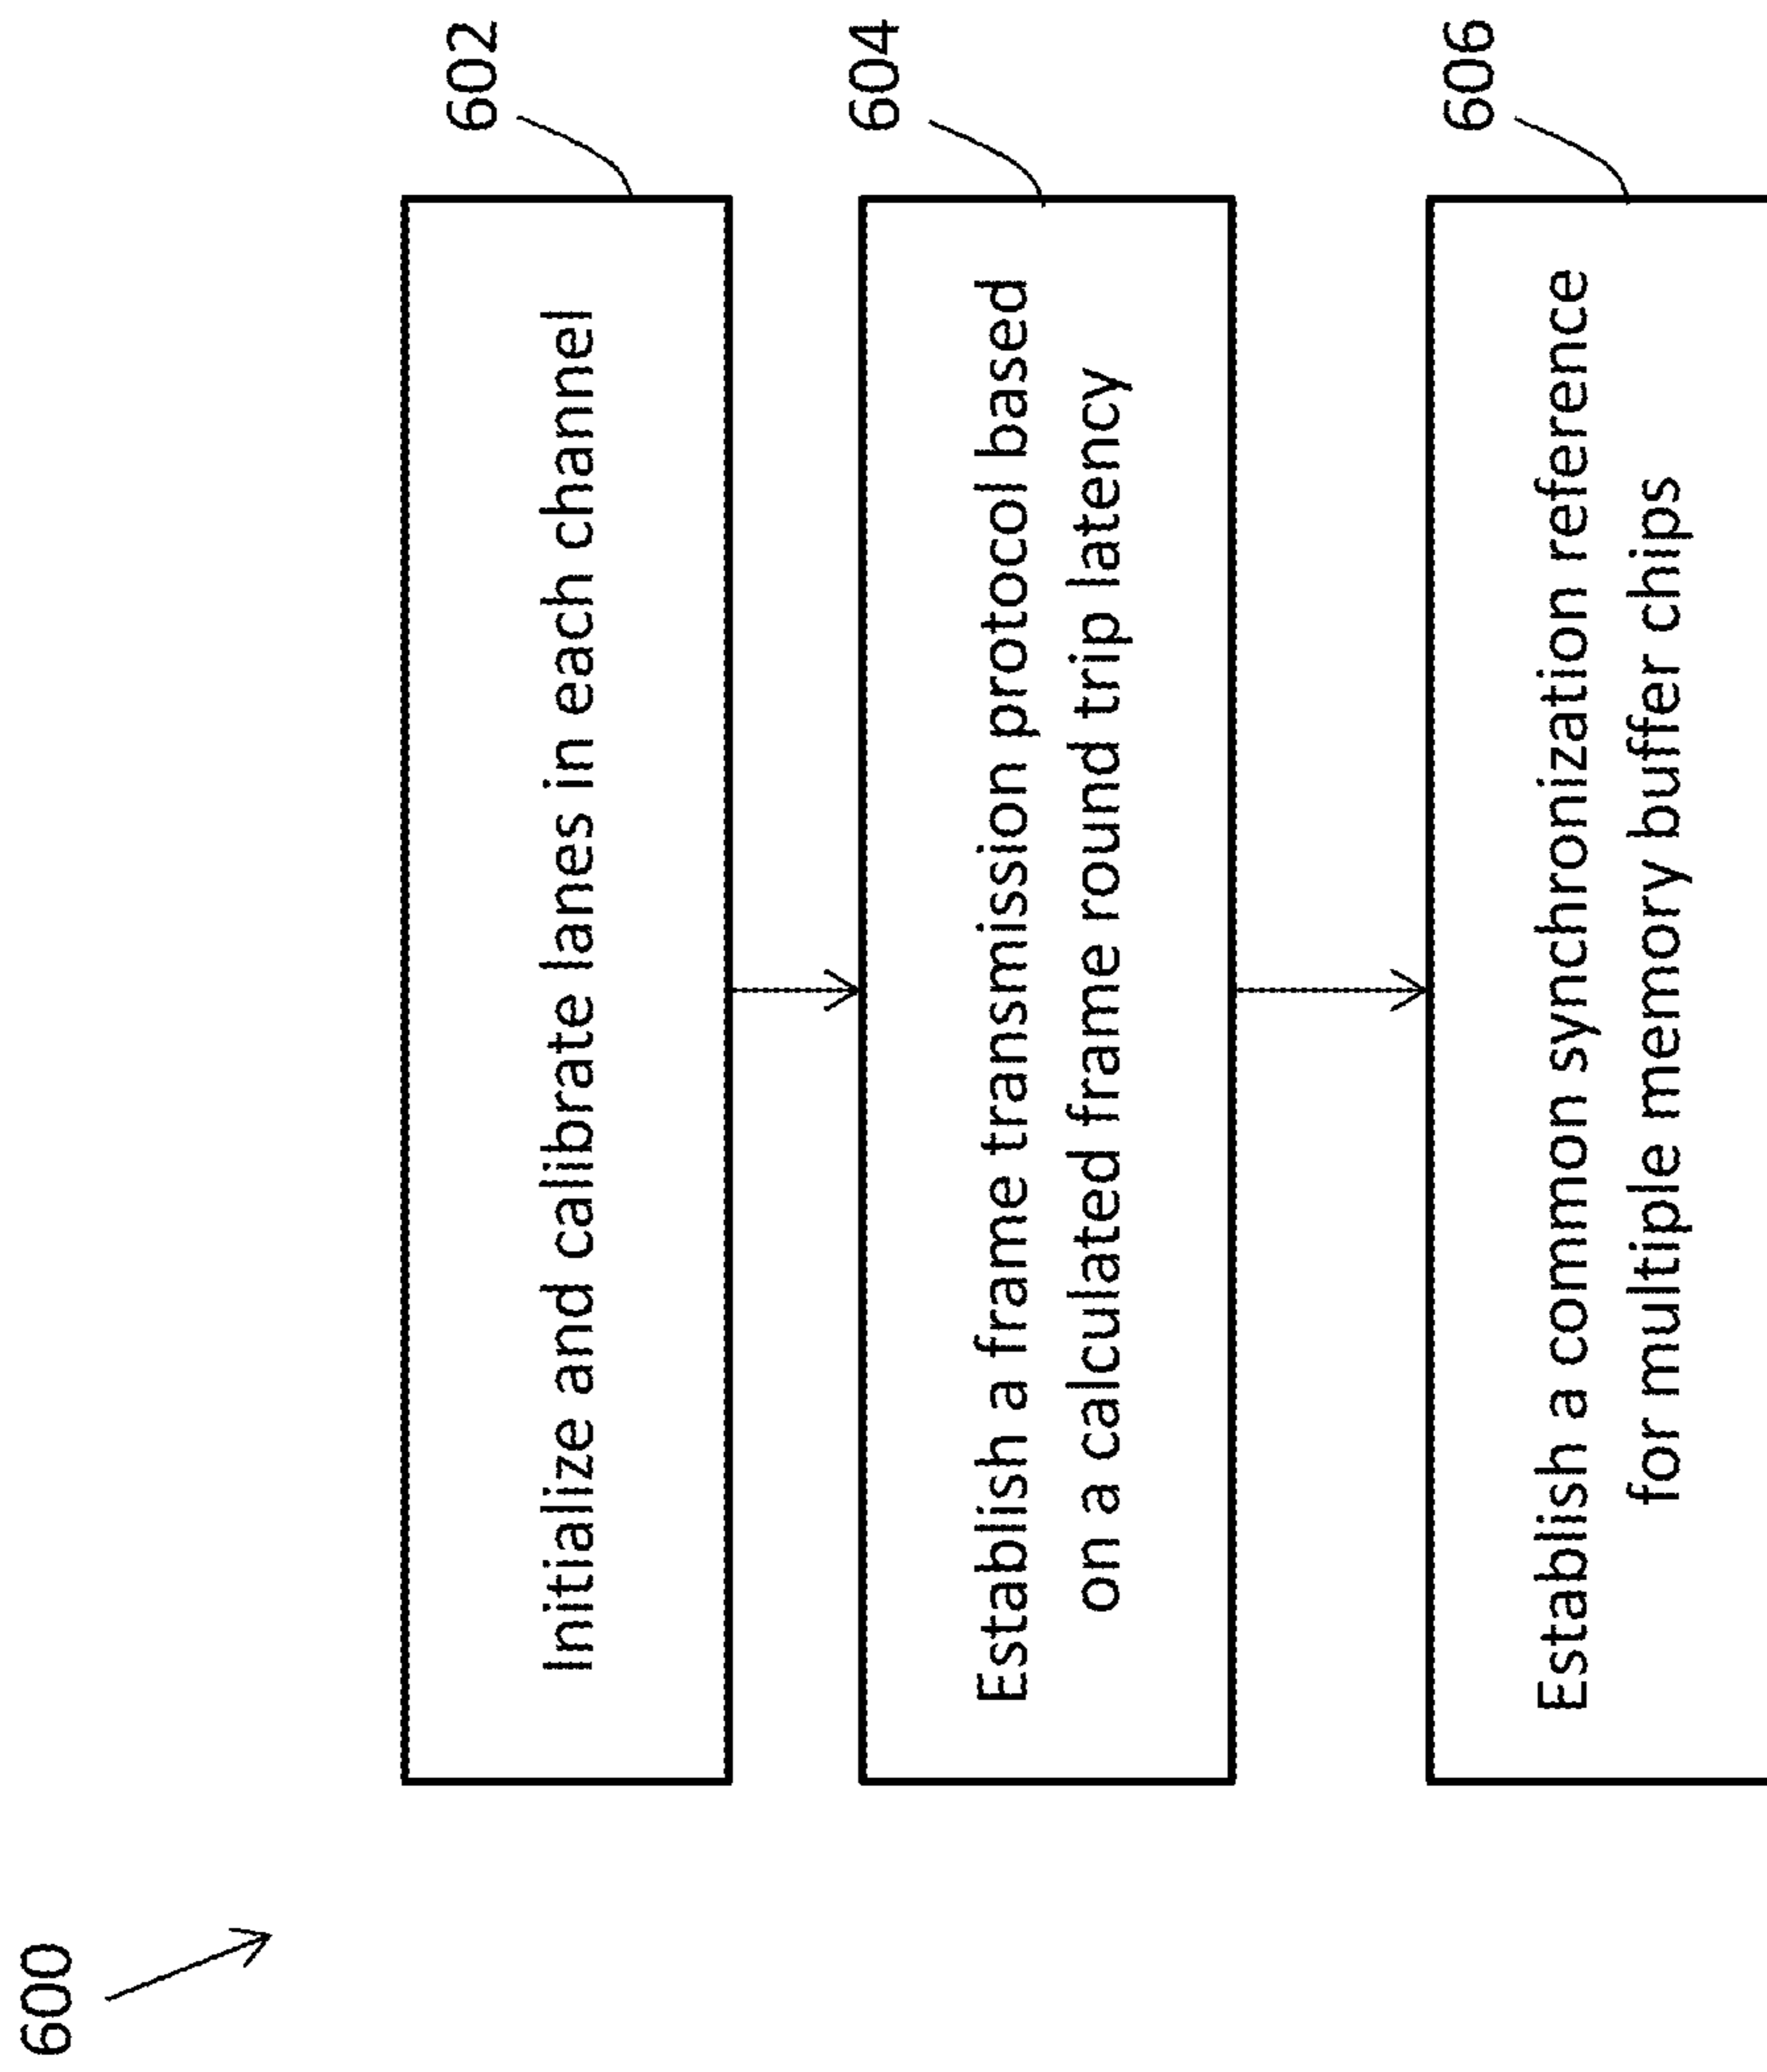 600
602
Initialize and calibrate lanes in each channel
604
Establish a frame transmission protocol based
on a calculated frame round trip latency
606
Establish a common synchronization reference
for multiple memory buffer chips